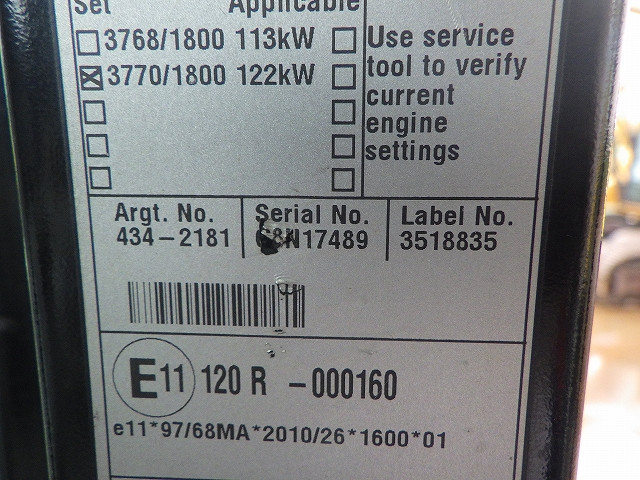 Set Applicable
3768/1800 113kW
3770/1800 122kW
Use service
tool to verify
current
engine
settings
Argt. No.
434-2181
Serial No.
Label No.
3518835
E11 120 R -000160
e11*97/68MA*2010/26*1600*01